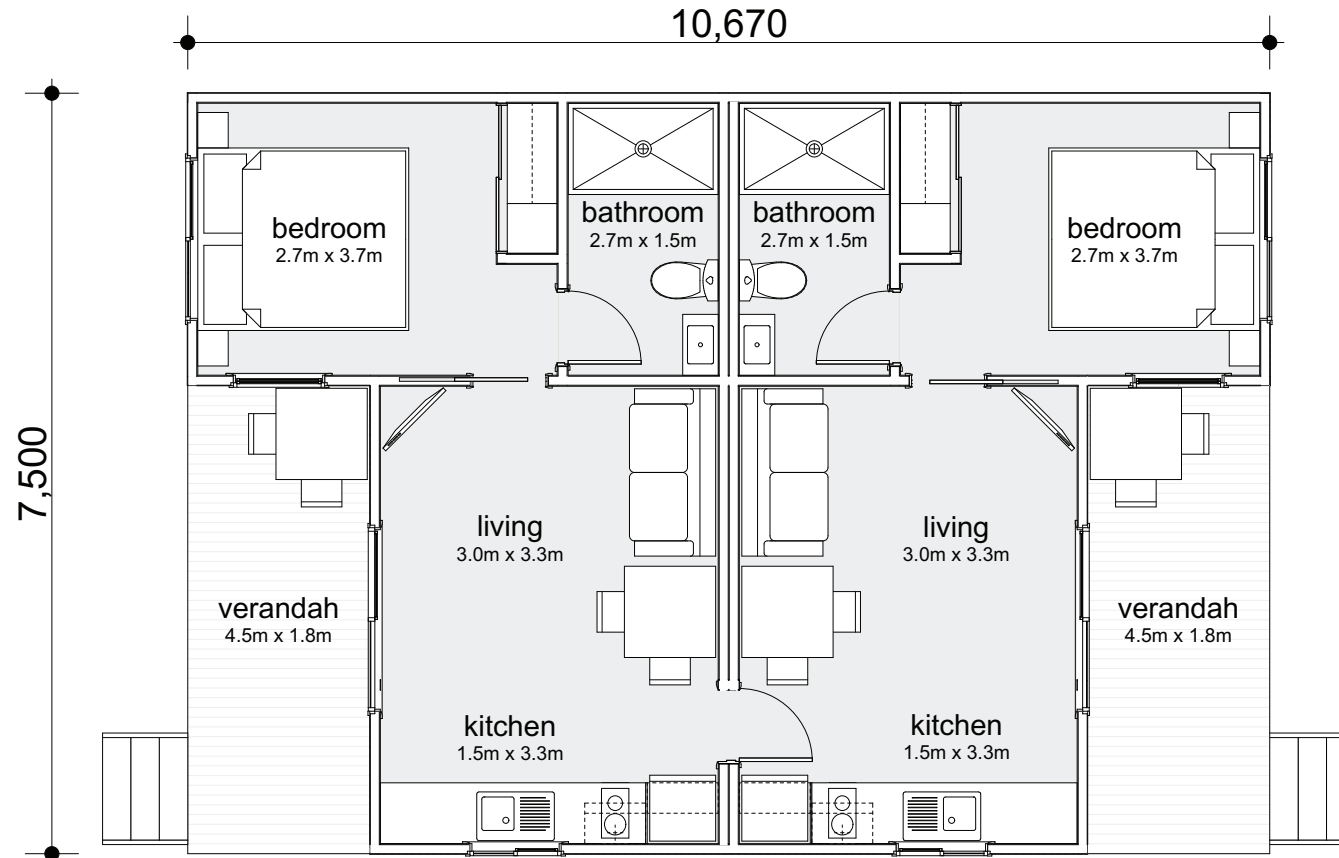 10,670
7,500
bedroom
2.7m x 3.7m
bathroom
2.7m x 1.5m
bathroom
2.7m x 1.5m
bedroom
2.7m x 3.7m
living
3.0m x 3.3m
living
3.0m x 3.3m
verandah
4.5m x 1.8m
verandah
4.5m x 1.8m
kitchen
1.5m x 3.3m
kitchen
1.5m x 3.3m